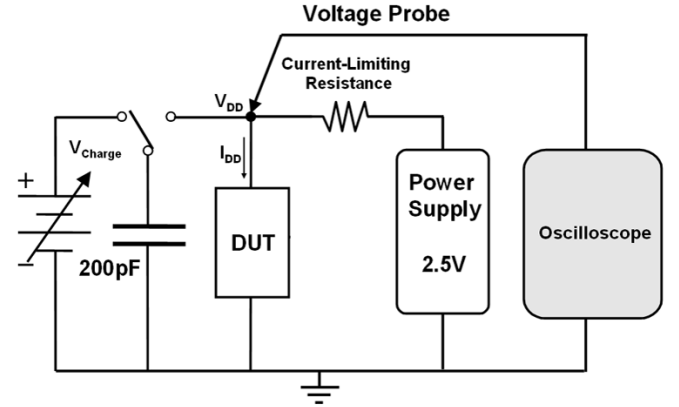 Voltage Probe
Current-Limiting
Resistance
V_DD
V_Charge
I_DD
+
Power
Supply
2.5V
DUT
Oscilloscope
200pF
−